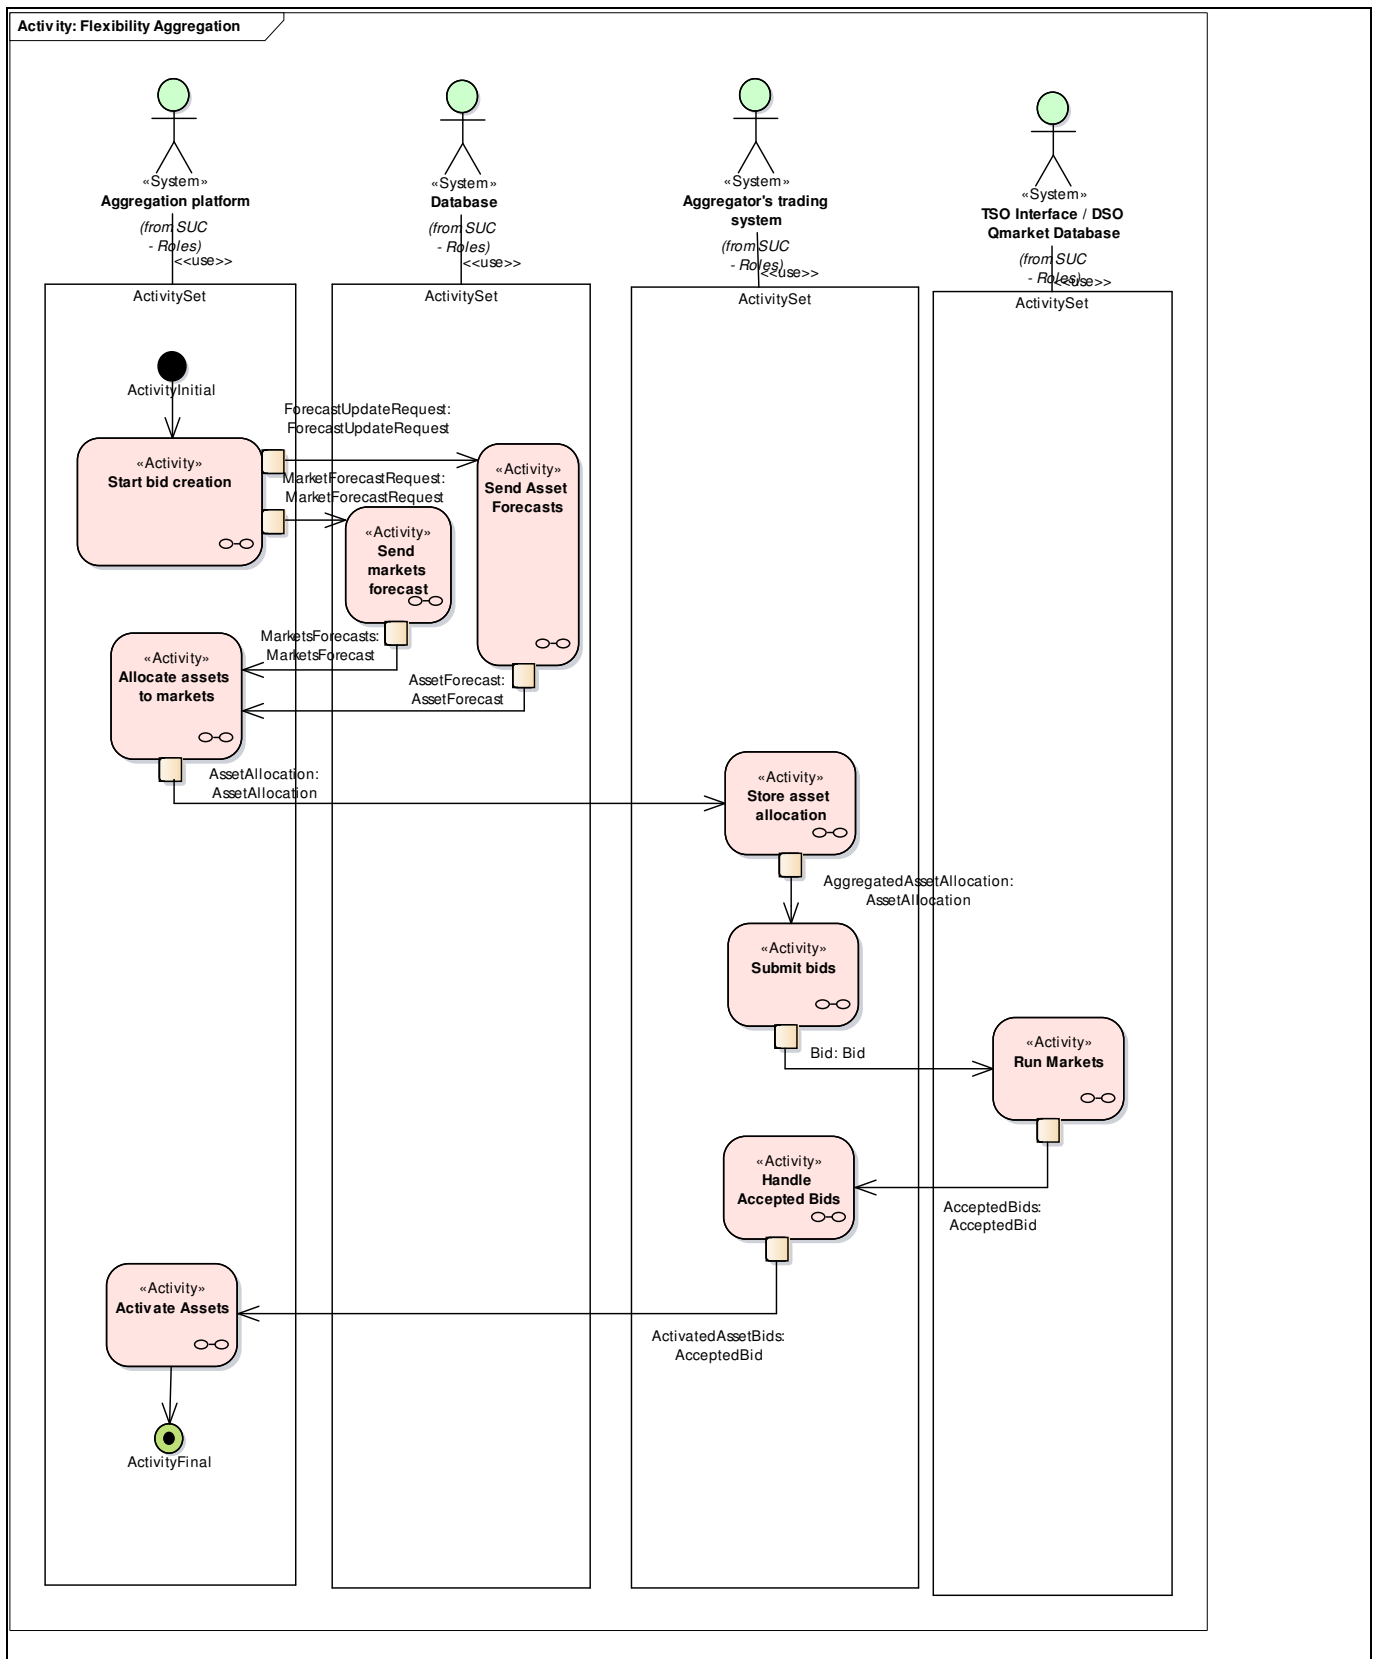 Activity: Flexibility Aggregation
«System»
Aggregation platform
(from SUC
- Roles)
<<use>>
«System»
Database
(from SUC
- Roles)
<<use>>
«System»
Aggregator's trading
system
(from SUC
- Roles)
<<use>>
«System»
TSO Interface / DSO
Qmarket Database
(from SUC
- Roles)
<<use>>
ActivitySet
ActivitySet
ActivitySet
ActivitySet
ActivityInitial
«Activity»
Start bid creation
ForecastUpdateRequest:
ForecastUpdateRequest
MarketForecastRequest:
MarketForecastRequest
«Activity»
Send Asset
Forecasts
«Activity»
Send
markets
forecast
MarketsForecasts:
MarketsForecast
AssetForecast:
AssetForecast
«Activity»
Allocate assets
to markets
AssetAllocation:
AssetAllocation
«Activity»
Store asset
allocation
AggregatedAssetAllocation:
AssetAllocation
«Activity»
Submit bids
Bid: Bid
«Activity»
Run Markets
«Activity»
Handle
Accepted Bids
AcceptedBids:
AcceptedBid
«Activity»
Activate Assets
ActivatedAssetBids:
AcceptedBid
ActivityFinal